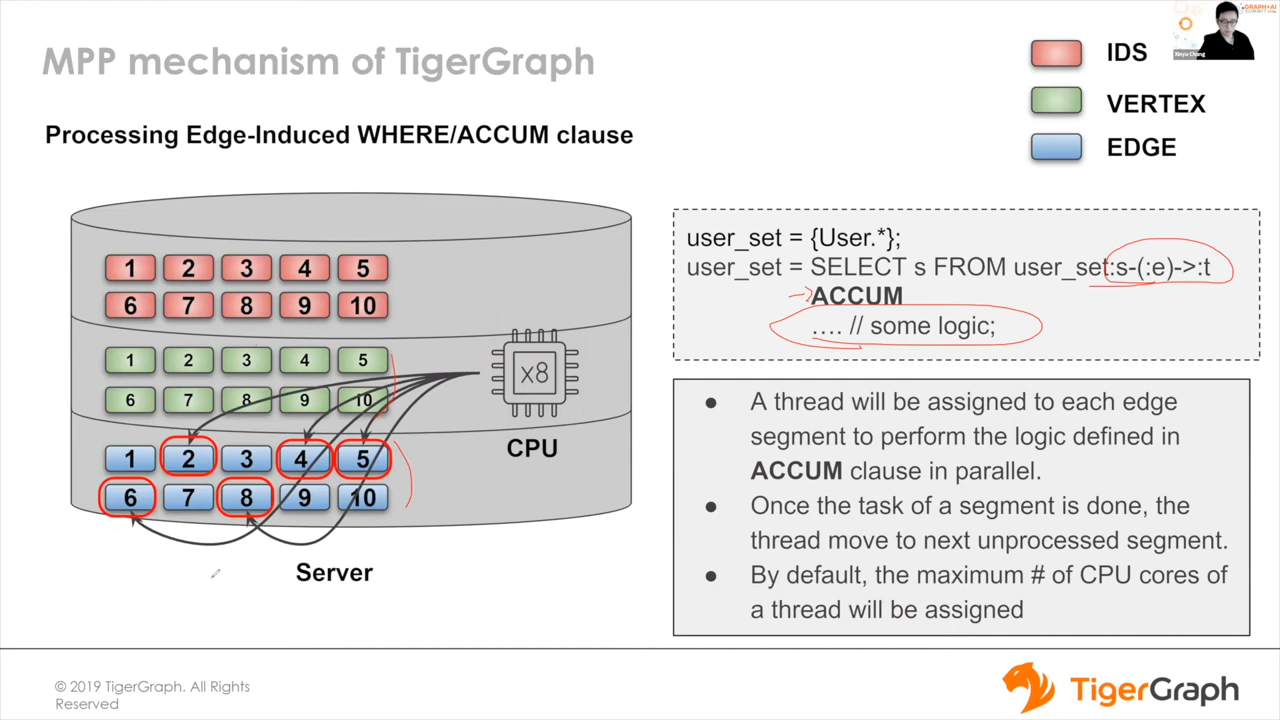 MPP mechanism of TigerGraph
GRAPH+AI
SUMMIT
Xinyu Chang
IDS
VERTEX
EDGE
Processing Edge-Induced WHERE/ACCUM clause
1 2 3 4 5
6 7 8 9 10
1 2 3 4 5
6 7 8 9 10
1 2 3 4 5
6 7 8 9 10
x8
CPU
Server
user_set = {User.*};
user_set = SELECT s FROM user_set:s-(:e)->:t
ACCUM
…. // some logic;
● A thread will be assigned to each edge
segment to perform the logic defined in
ACCUM clause in parallel.
● Once the task of a segment is done, the
thread move to next unprocessed segment.
● By default, the maximum # of CPU cores of
a thread will be assigned
© 2019 TigerGraph. All Rights
Reserved
TigerGraph